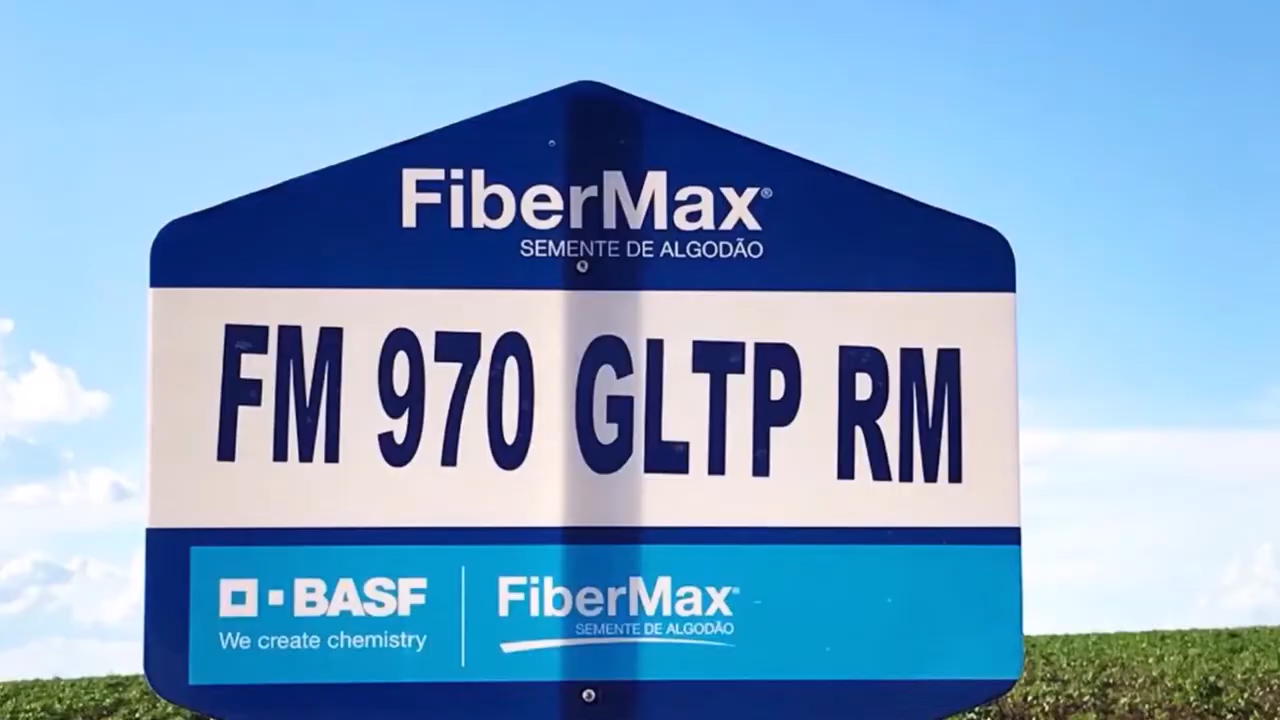 FiberMax®
SEMENTE DE ALGODÃO
FM 970 GLTP RM
BASF
We create chemistry
FiberMax®
SEMENTE DE ALGODÃO